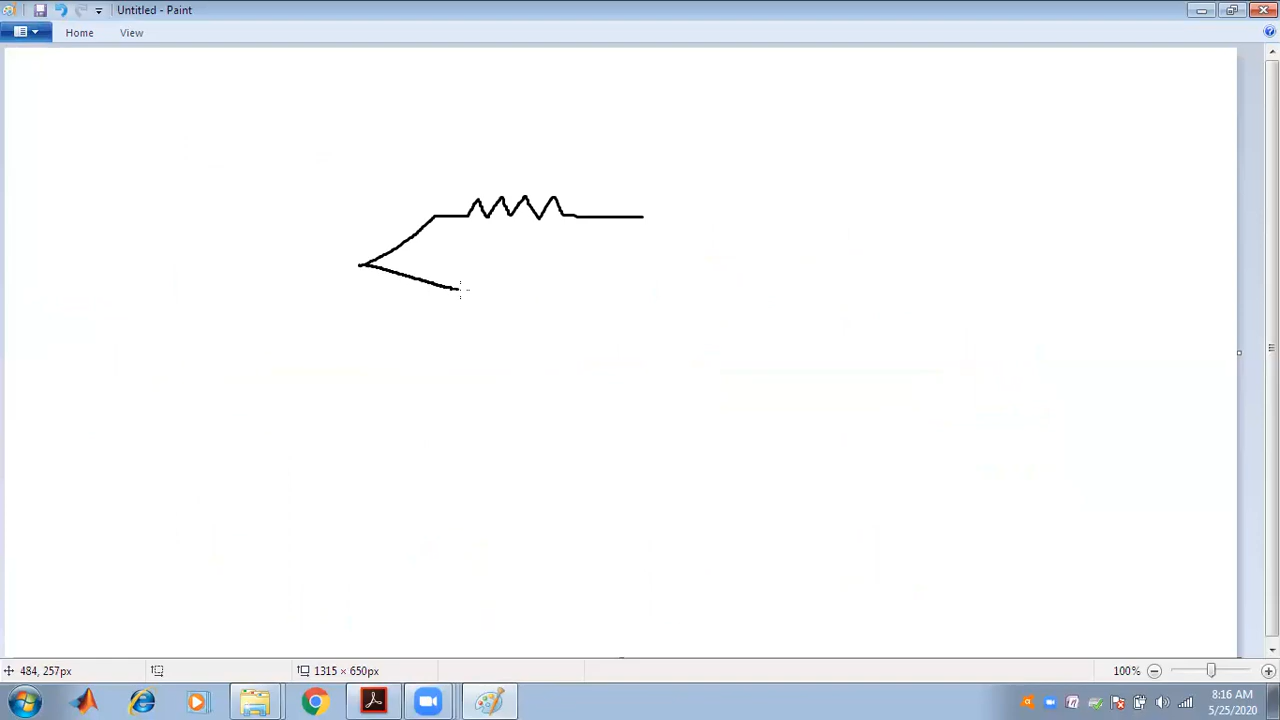 Untitled - Paint
Home View
484, 257px 1315 × 650px 100%
8:16 AM
5/25/2020